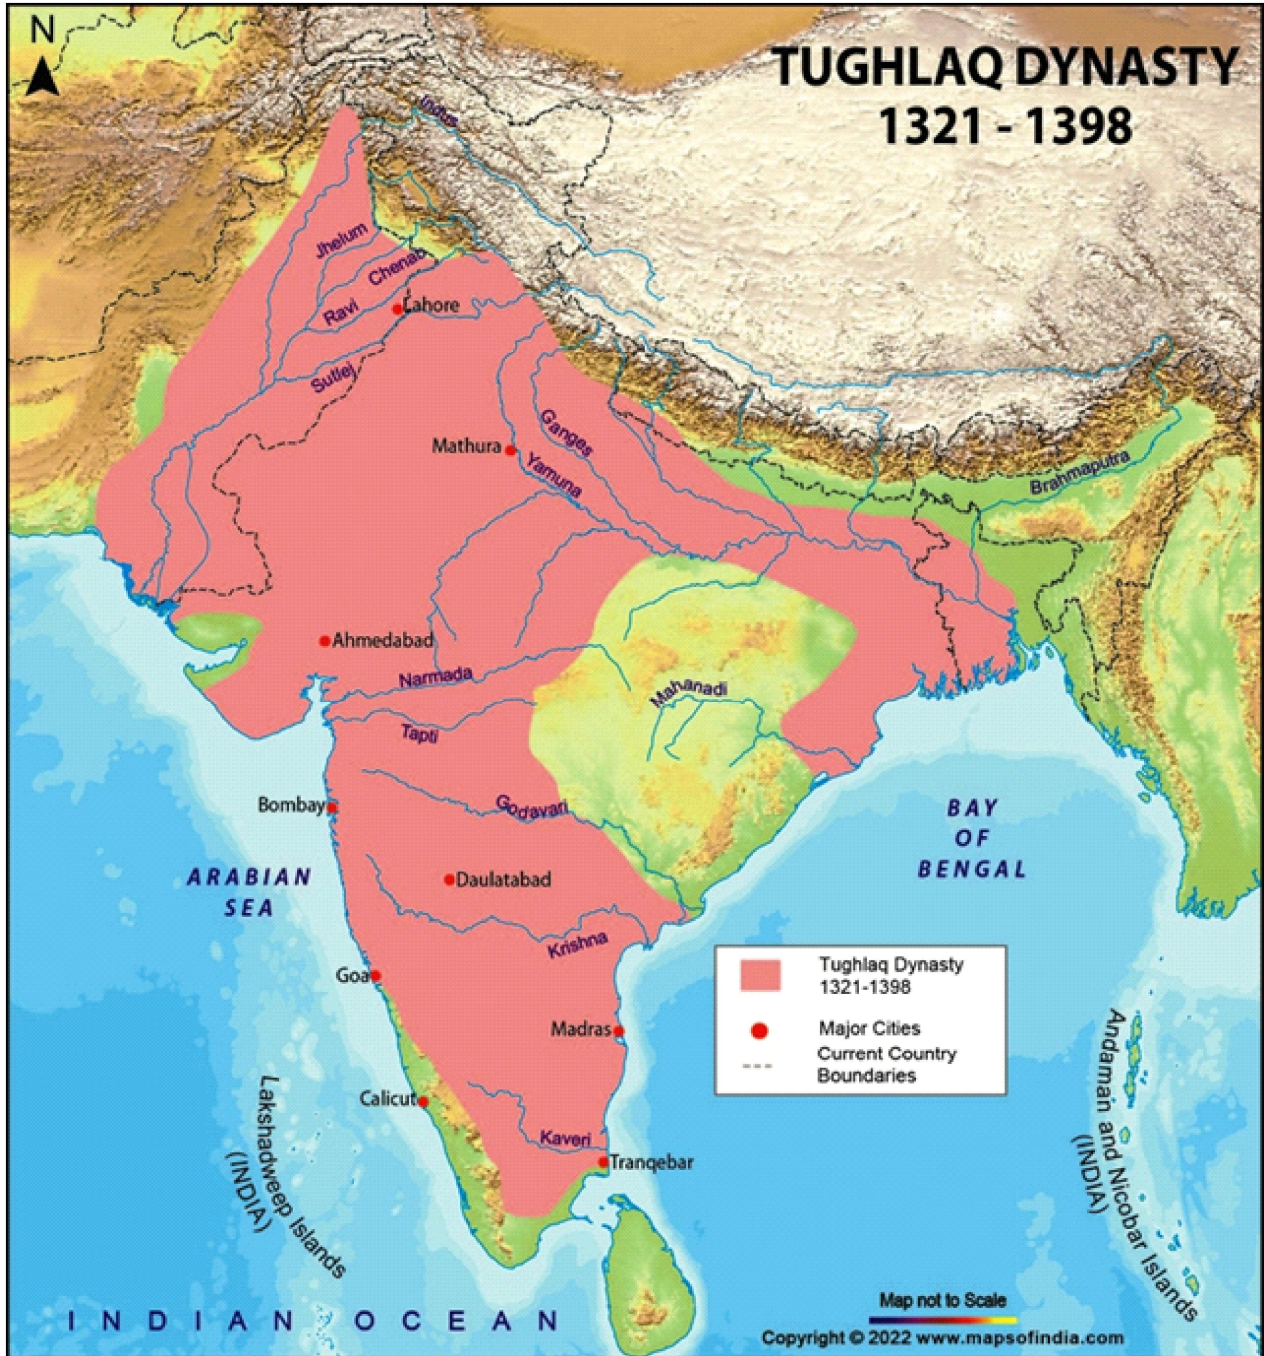 N
TUGHLAQ DYNASTY
1321 - 1398
Indus
Jhelum
Chenab
Ravi
Lahore
Sutlej
Mathura
Ganges
Yamuna
Brahmaputra
Ahmedabad
Narmada
Mahanadi
Tapti
Godavari
Bombay
BAY
OF
BENGAL
ARABIAN
SEA
Daulatabad
Krishna
Goa
Tughlaq Dynasty
1321-1398
Madras
Major Cities
Current Country
Boundaries
Calicut
Kaveri
Tranqebar
Lakshadweep Islands
(INDIA)
Andaman and Nicobar Islands
(INDIA)
INDIAN OCEAN
Map not to Scale
Copyright © 2022 www.mapsofindia.com